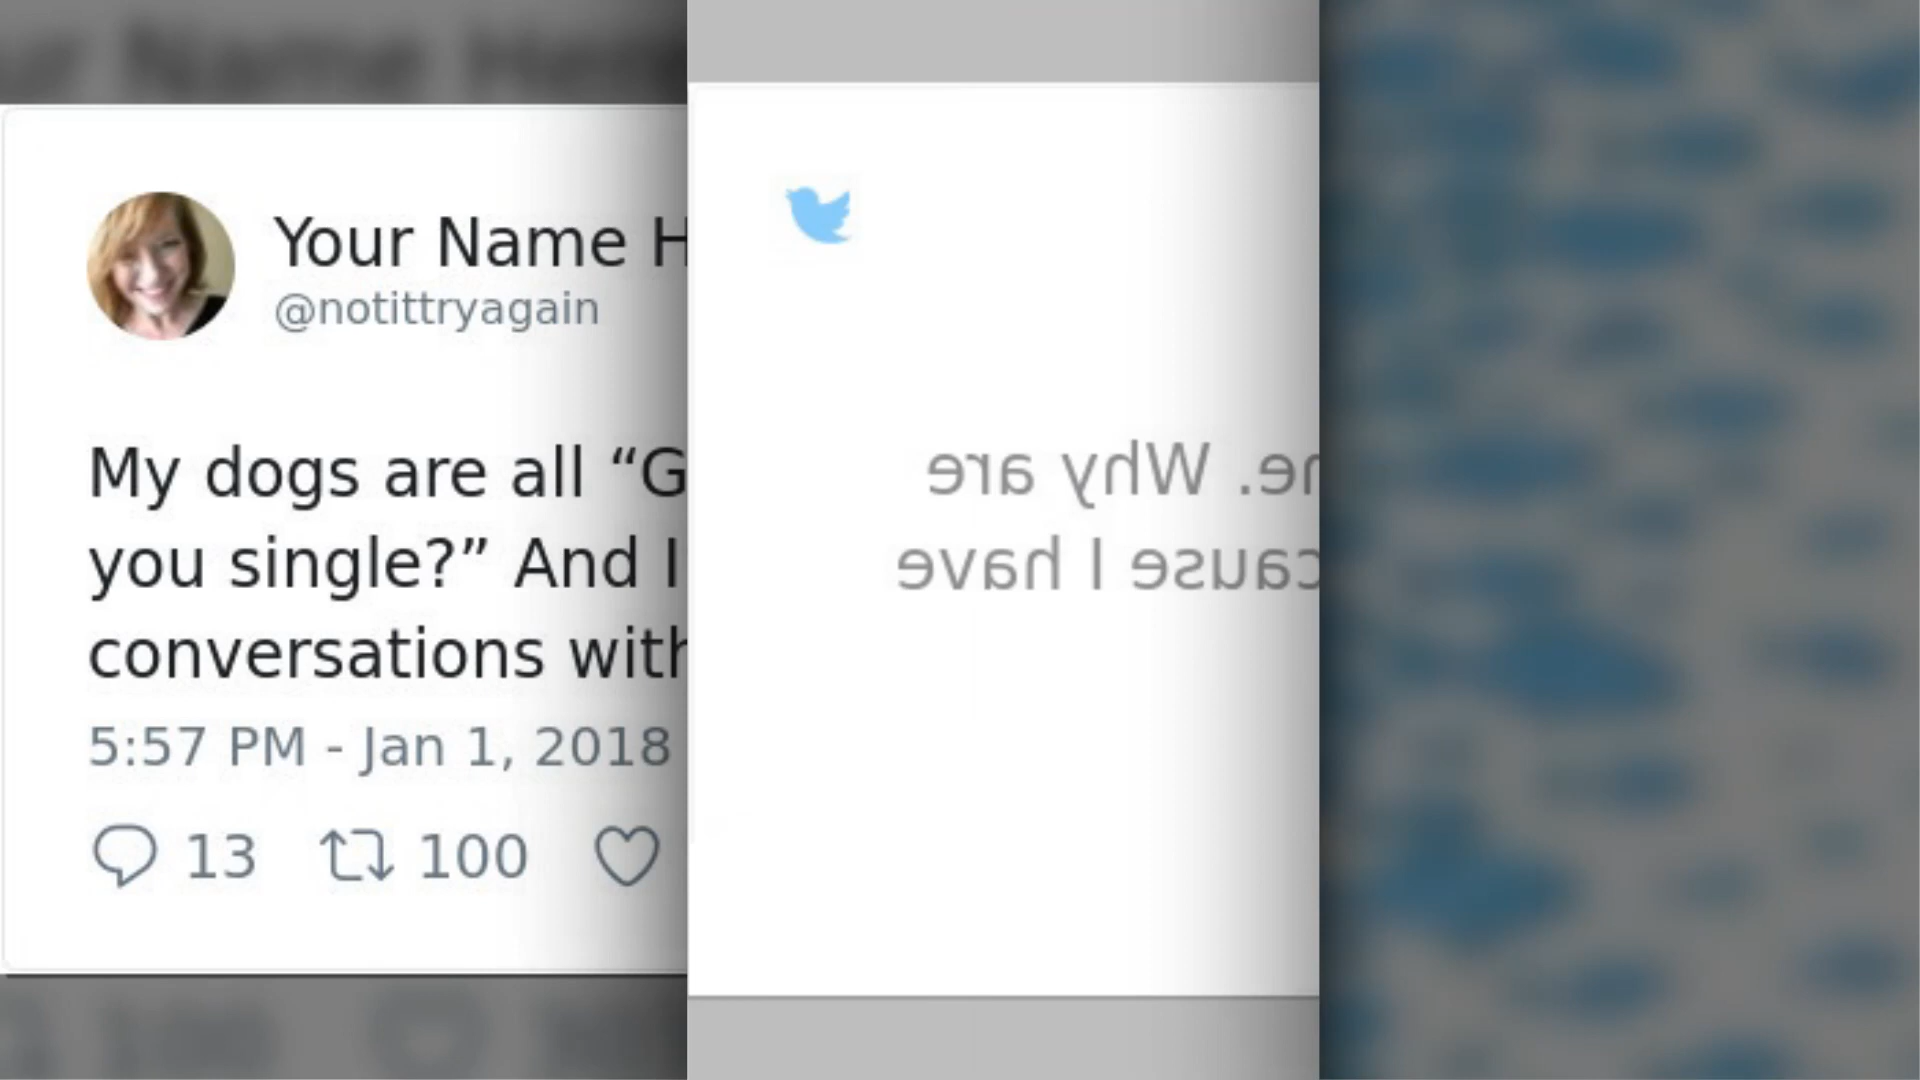 Your Name H
@notittryagain
My dogs are all “G
you single?” And I
conversations with
5:57 PM - Jan 1, 2018
13 100
ne. Why are
cause I have